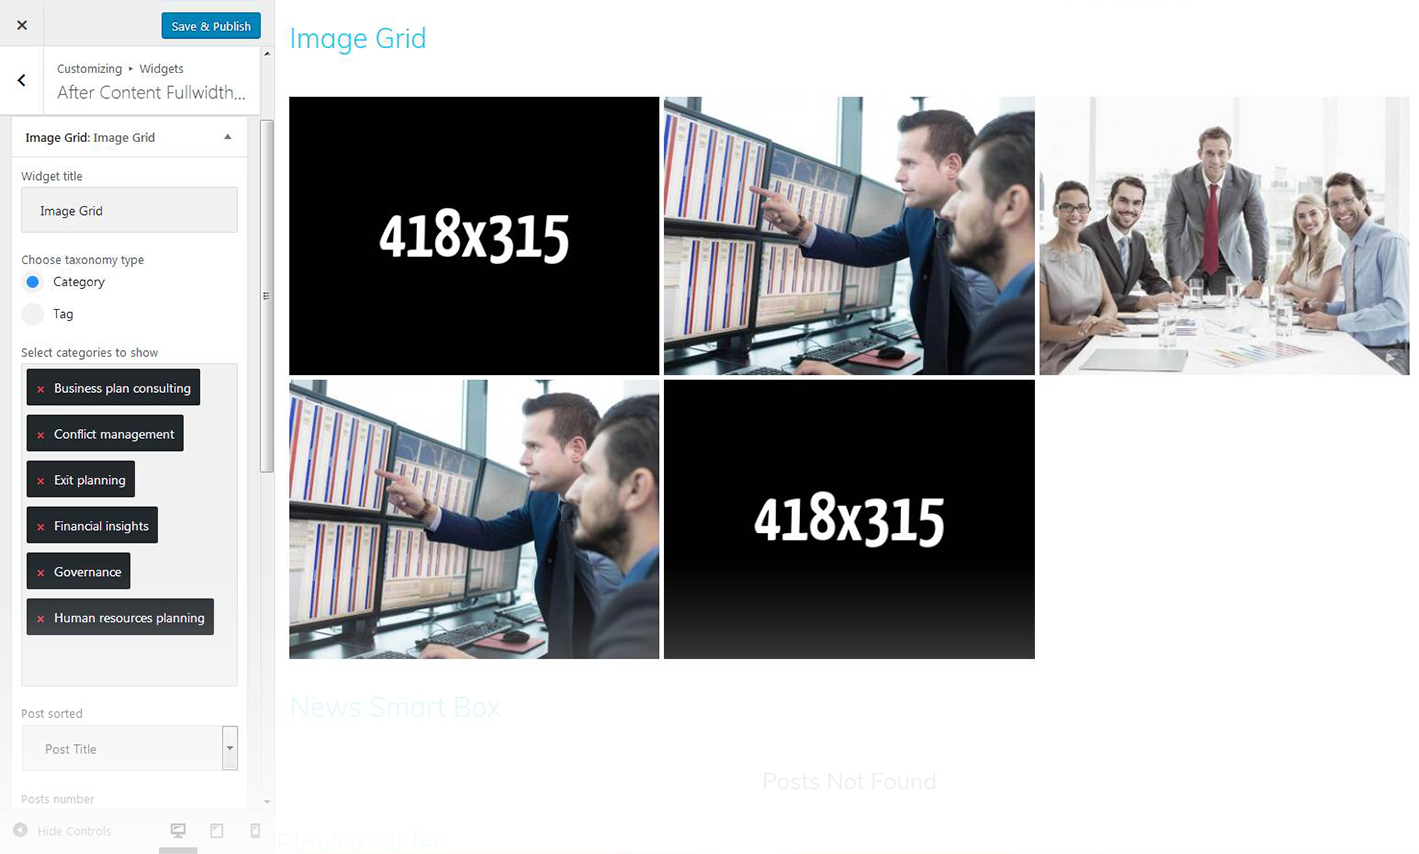 Save & Publish
Customizing ▸ Widgets
After Content Fullwidth...
Image Grid: Image Grid
Widget title
Image Grid
Choose taxonomy type
Category
Tag
Select categories to show
× Business plan consulting
× Conflict management
× Exit planning
× Financial insights
× Governance
× Human resources planning
Post sorted
Post Title
Posts number
Hide Controls
Image Grid
418x315
418x315
News Smart Box
Posts Not Found
Playlist Slider